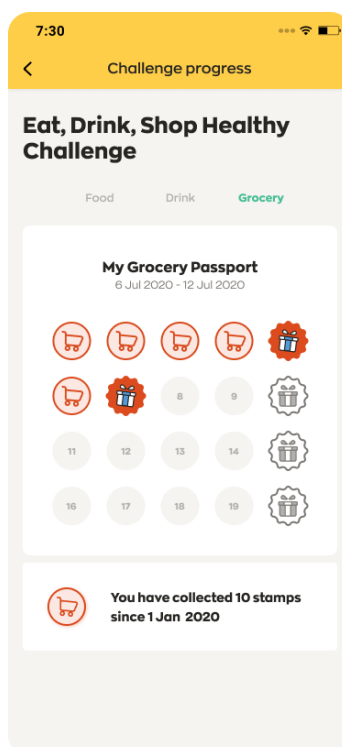 7:30
Challenge progress
Eat, Drink, Shop Healthy
Challenge
Food Drink Grocery
My Grocery Passport
6 Jul 2020 - 12 Jul 2020
8 9
11 12 13 14
16 17 18 19
You have collected 10 stamps
since 1 Jan 2020